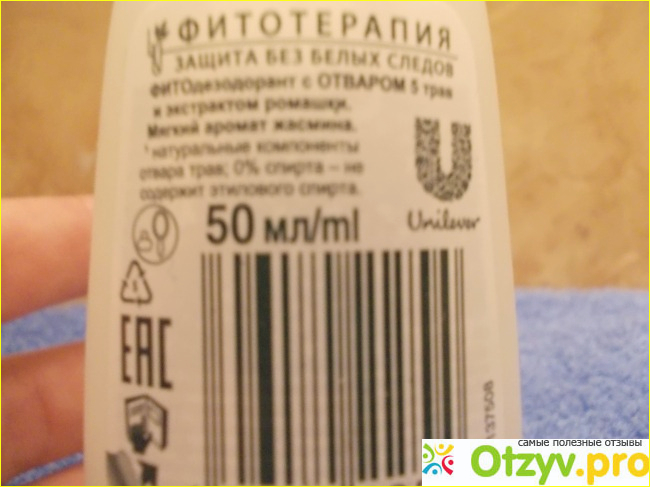 ФИТОТЕРАПИЯ
ЗАЩИТА БЕЗ БЕЛЫХ СЛЕДОВ
ФИТОдезодорант с ОТВАРОМ 5 трав
и экстрактом ромашки.
Мягкий аромат жасмина.
* натуральные компоненты
отвара трав; 0% спирта – не
содержит этилового спирта.
50 мл/ml
Unilever
EAC
самые полезные отзывы
Otzyv.pro